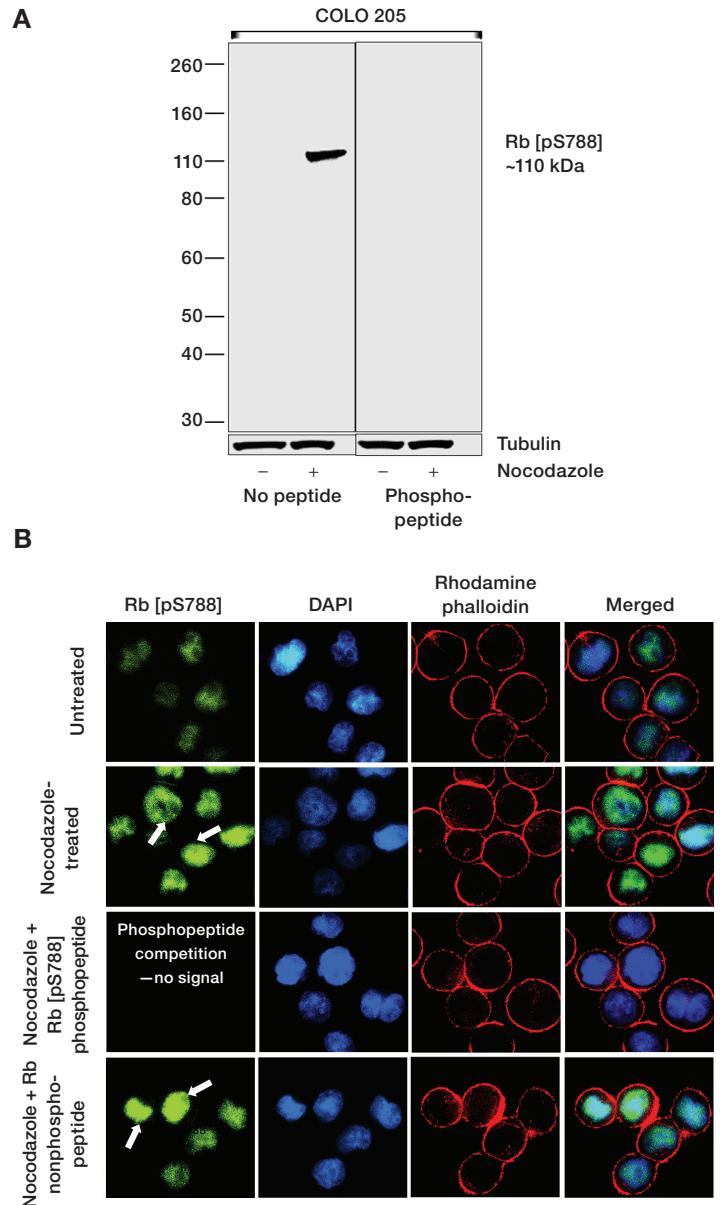 A
COLO 205
260
160
110
80
60
50
40
30
Rb [pS788]
~110 kDa
Tubulin
− + − + Nocodazole
No peptide
Phospho-
peptide
B
Rb [pS788]
DAPI
Rhodamine
phalloidin
Merged
Untreated
Nocodazole-
treated
Nocodazole +
Rb [pS788]
phosphopeptide
Phosphopeptide
competition
—no signal
Nocodazole + Rb
nonphospho-
peptide